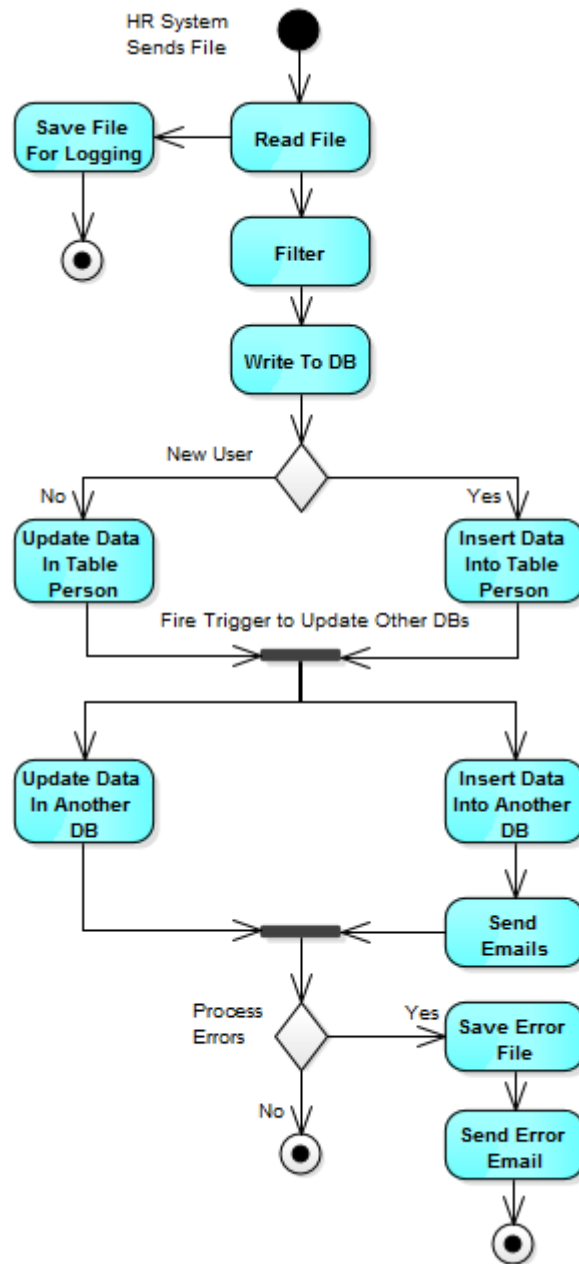 HR System
Sends File
Save File
For Logging
Read File
Filter
Write To DB
New User
No
Yes
Update Data
In Table
Person
Insert Data
Into Table
Person
Fire Trigger to Update Other DBs
Update Data
In Another
DB
Insert Data
Into Another
DB
Send
Emails
Process
Errors
Yes
Save Error
File
No
Send Error
Email